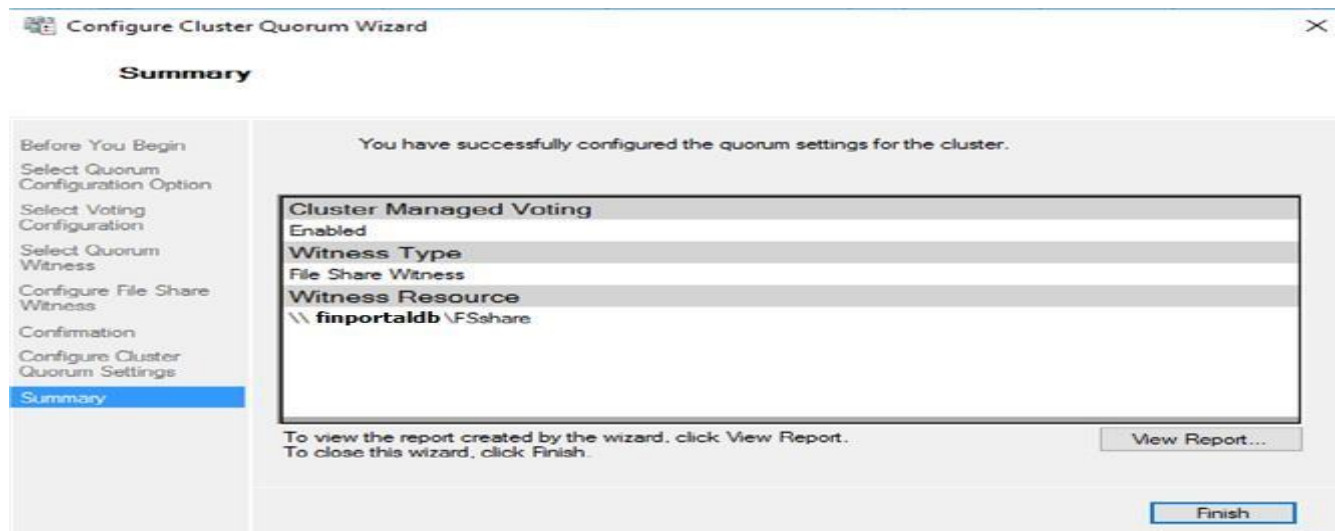 Configure Cluster Quorum Wizard
Summary
Before You Begin
Select Quorum
Configuration Option
Select Voting
Configuration
Select Quorum
Witness
Configure File Share
Witness
Confirmation
Configure Cluster
Quorum Settings
Summary
You have successfully configured the quorum settings for the cluster.
Cluster Managed Voting
Enabled
Witness Type
File Share Witness
Witness Resource
\\ finportaldb \FSshare
To view the report created by the wizard, click View Report.
To close this wizard, click Finish.
View Report...
Finish